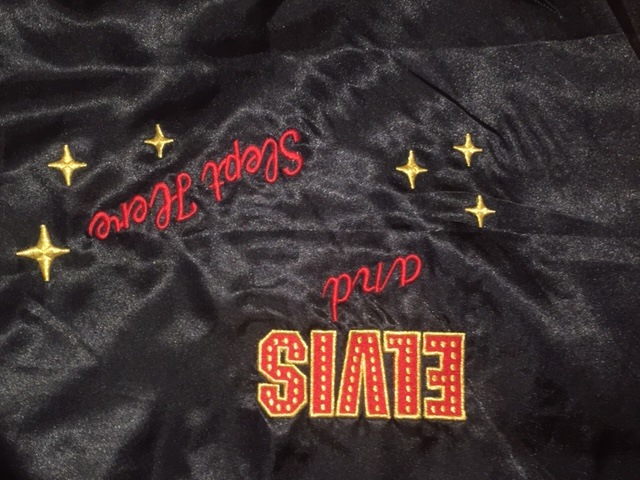 ELVIS
and
Slept Here